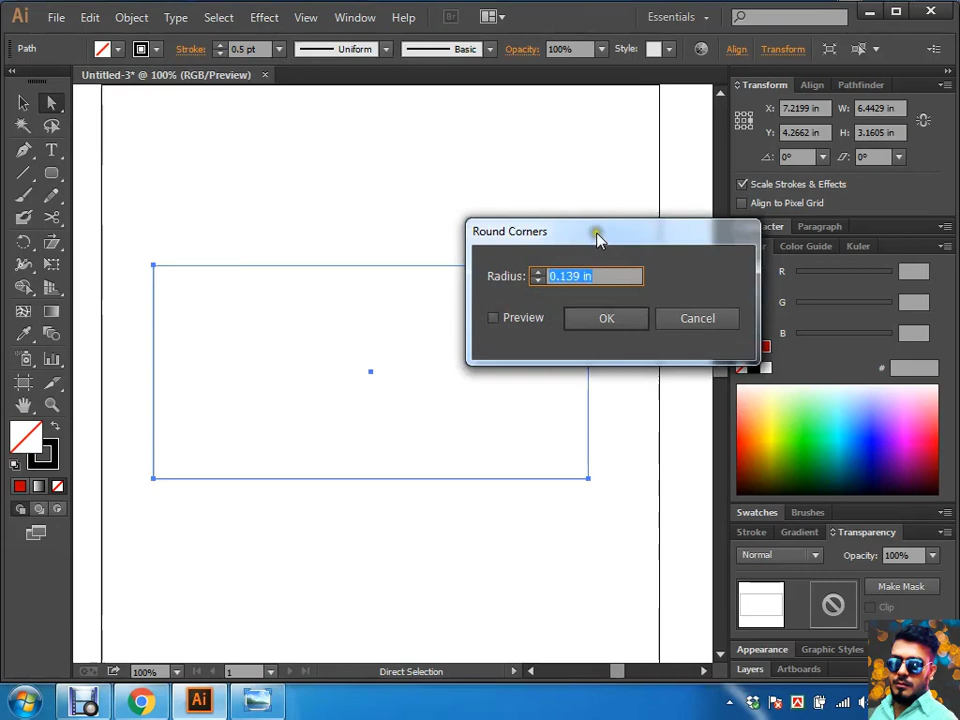 Ai File Edit Object Type Select Effect View Window Help Br Essentials
Path Stroke: 0.5 pt Uniform Basic Opacity: 100% Style: Align Transform
Untitled-3* @ 100% (RGB/Preview) ×
Transform Align Pathfinder
X: 7.2199 in W: 6.4429 in
Y: 4.2662 in H: 3.1605 in
0° 0°
Scale Strokes & Effects
Align to Pixel Grid
Paragraph
Color Guide Kuler
R
G
B
#
Round Corners
Radius: 0.139 in
Preview OK Cancel
Swatches Brushes
Stroke Gradient Transparency
Normal Opacity: 100%
Make Mask
Clip
Appearance Graphic Styles
Layers Artboards
100% 1 Direct Selection
Ai